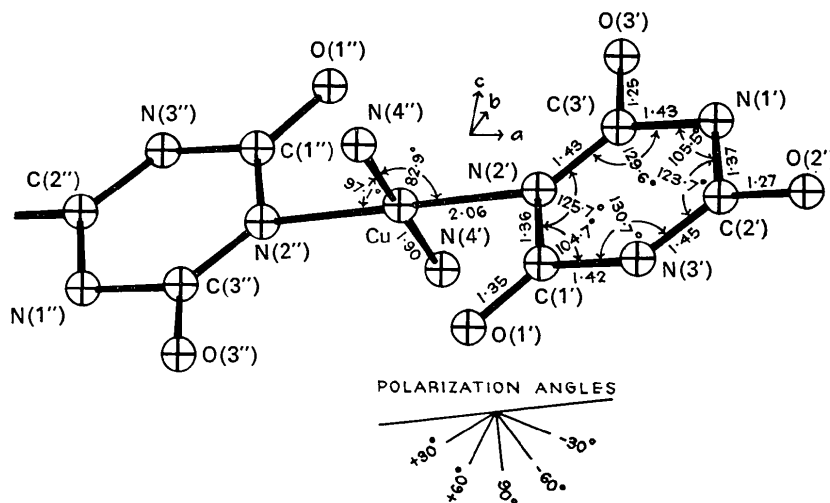 O(3')
O(1'')
c
b
a
N(4'')
C(3')
1·25
1·43
N(1')
N(3'')
105·5°
C(1'')
82·9°
N(2')
1·43
129·6°
1·37
O(2'')
C(2'')
97·1°
123·7°
1·27
125·7°
130·7°
2·06
C(2')
N(2'')
Cu
N(4')
1·36
104·7°
1·45
1·90
1·42
N(3')
N(1'')
C(3'')
1·35
C(1')
O(1')
O(3'')
POLARIZATION ANGLES
+30°
-30°
+60°
90°
-60°